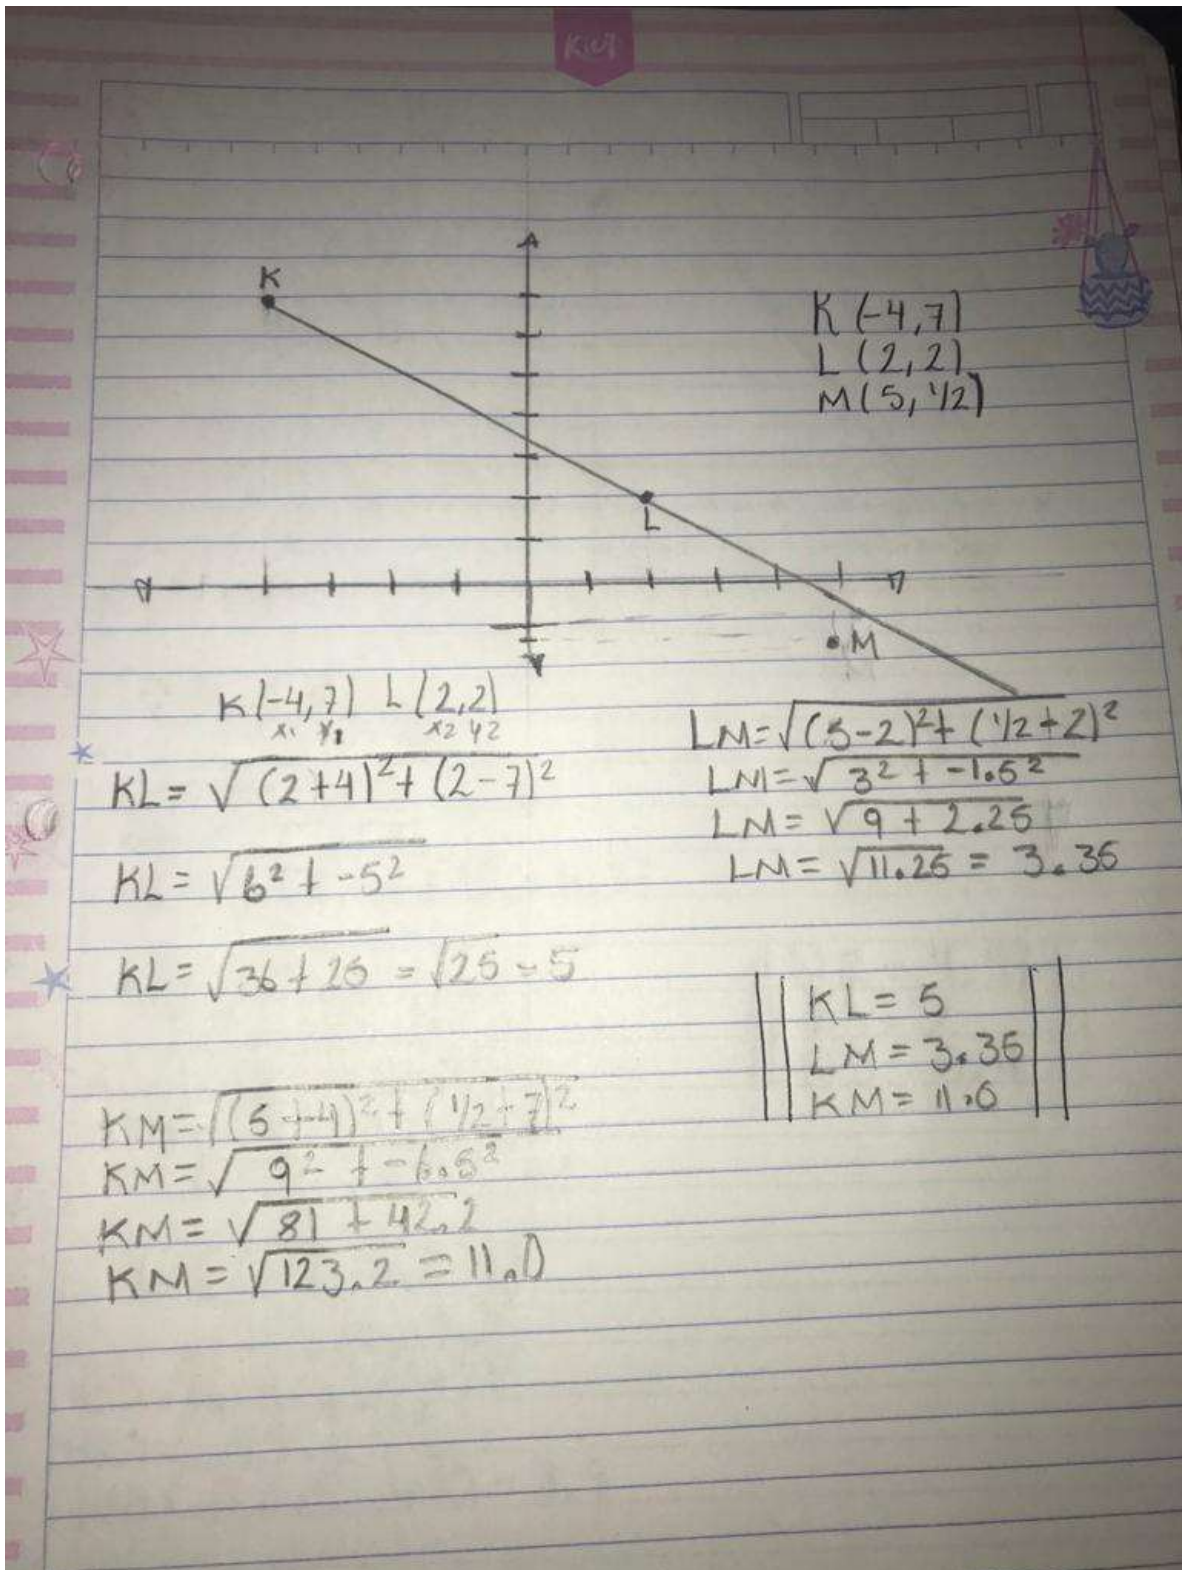 Kiut
K
K (-4,7)
L (2,2)
M (5, 1/2)
L
M
K(-4,7) L(2,2)
x1 y1 x2 y2
KL= √(2+4)²+(2-7)²
KL= √6²+-5²
KL= √36+25 = √25 = 5
LM=√(5-2)²+(1/2+2)²
LM=√3²+-1.5²
LM= √9+2.25
LM= √11.25 = 3.35
KL= 5
LM= 3.35
KM= 11.0
KM=√(5+4)²+(1/2+7)²
KM= √9²+-6.5²
KM= √81+42.2
KM= √123.2 = 11.0